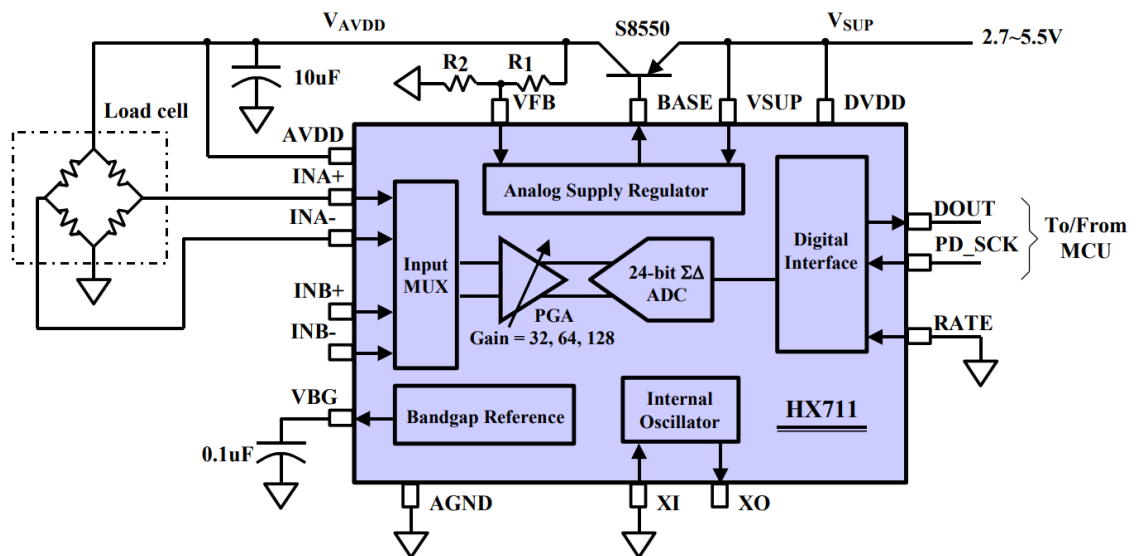 VAVDD
S8550
VSUP
2.7~5.5V
R2
R1
10uF
VFB
BASE
VSUP
DVDD
Load cell
AVDD
INA+
INA-
INB+
INB-
Analog Supply Regulator
Input
MUX
PGA
Gain = 32, 64, 128
24-bit ΣΔ
ADC
Digital
Interface
DOUT
PD_SCK
To/From
MCU
RATE
VBG
Bandgap Reference
Internal
Oscillator
HX711
0.1uF
AGND
XI
XO